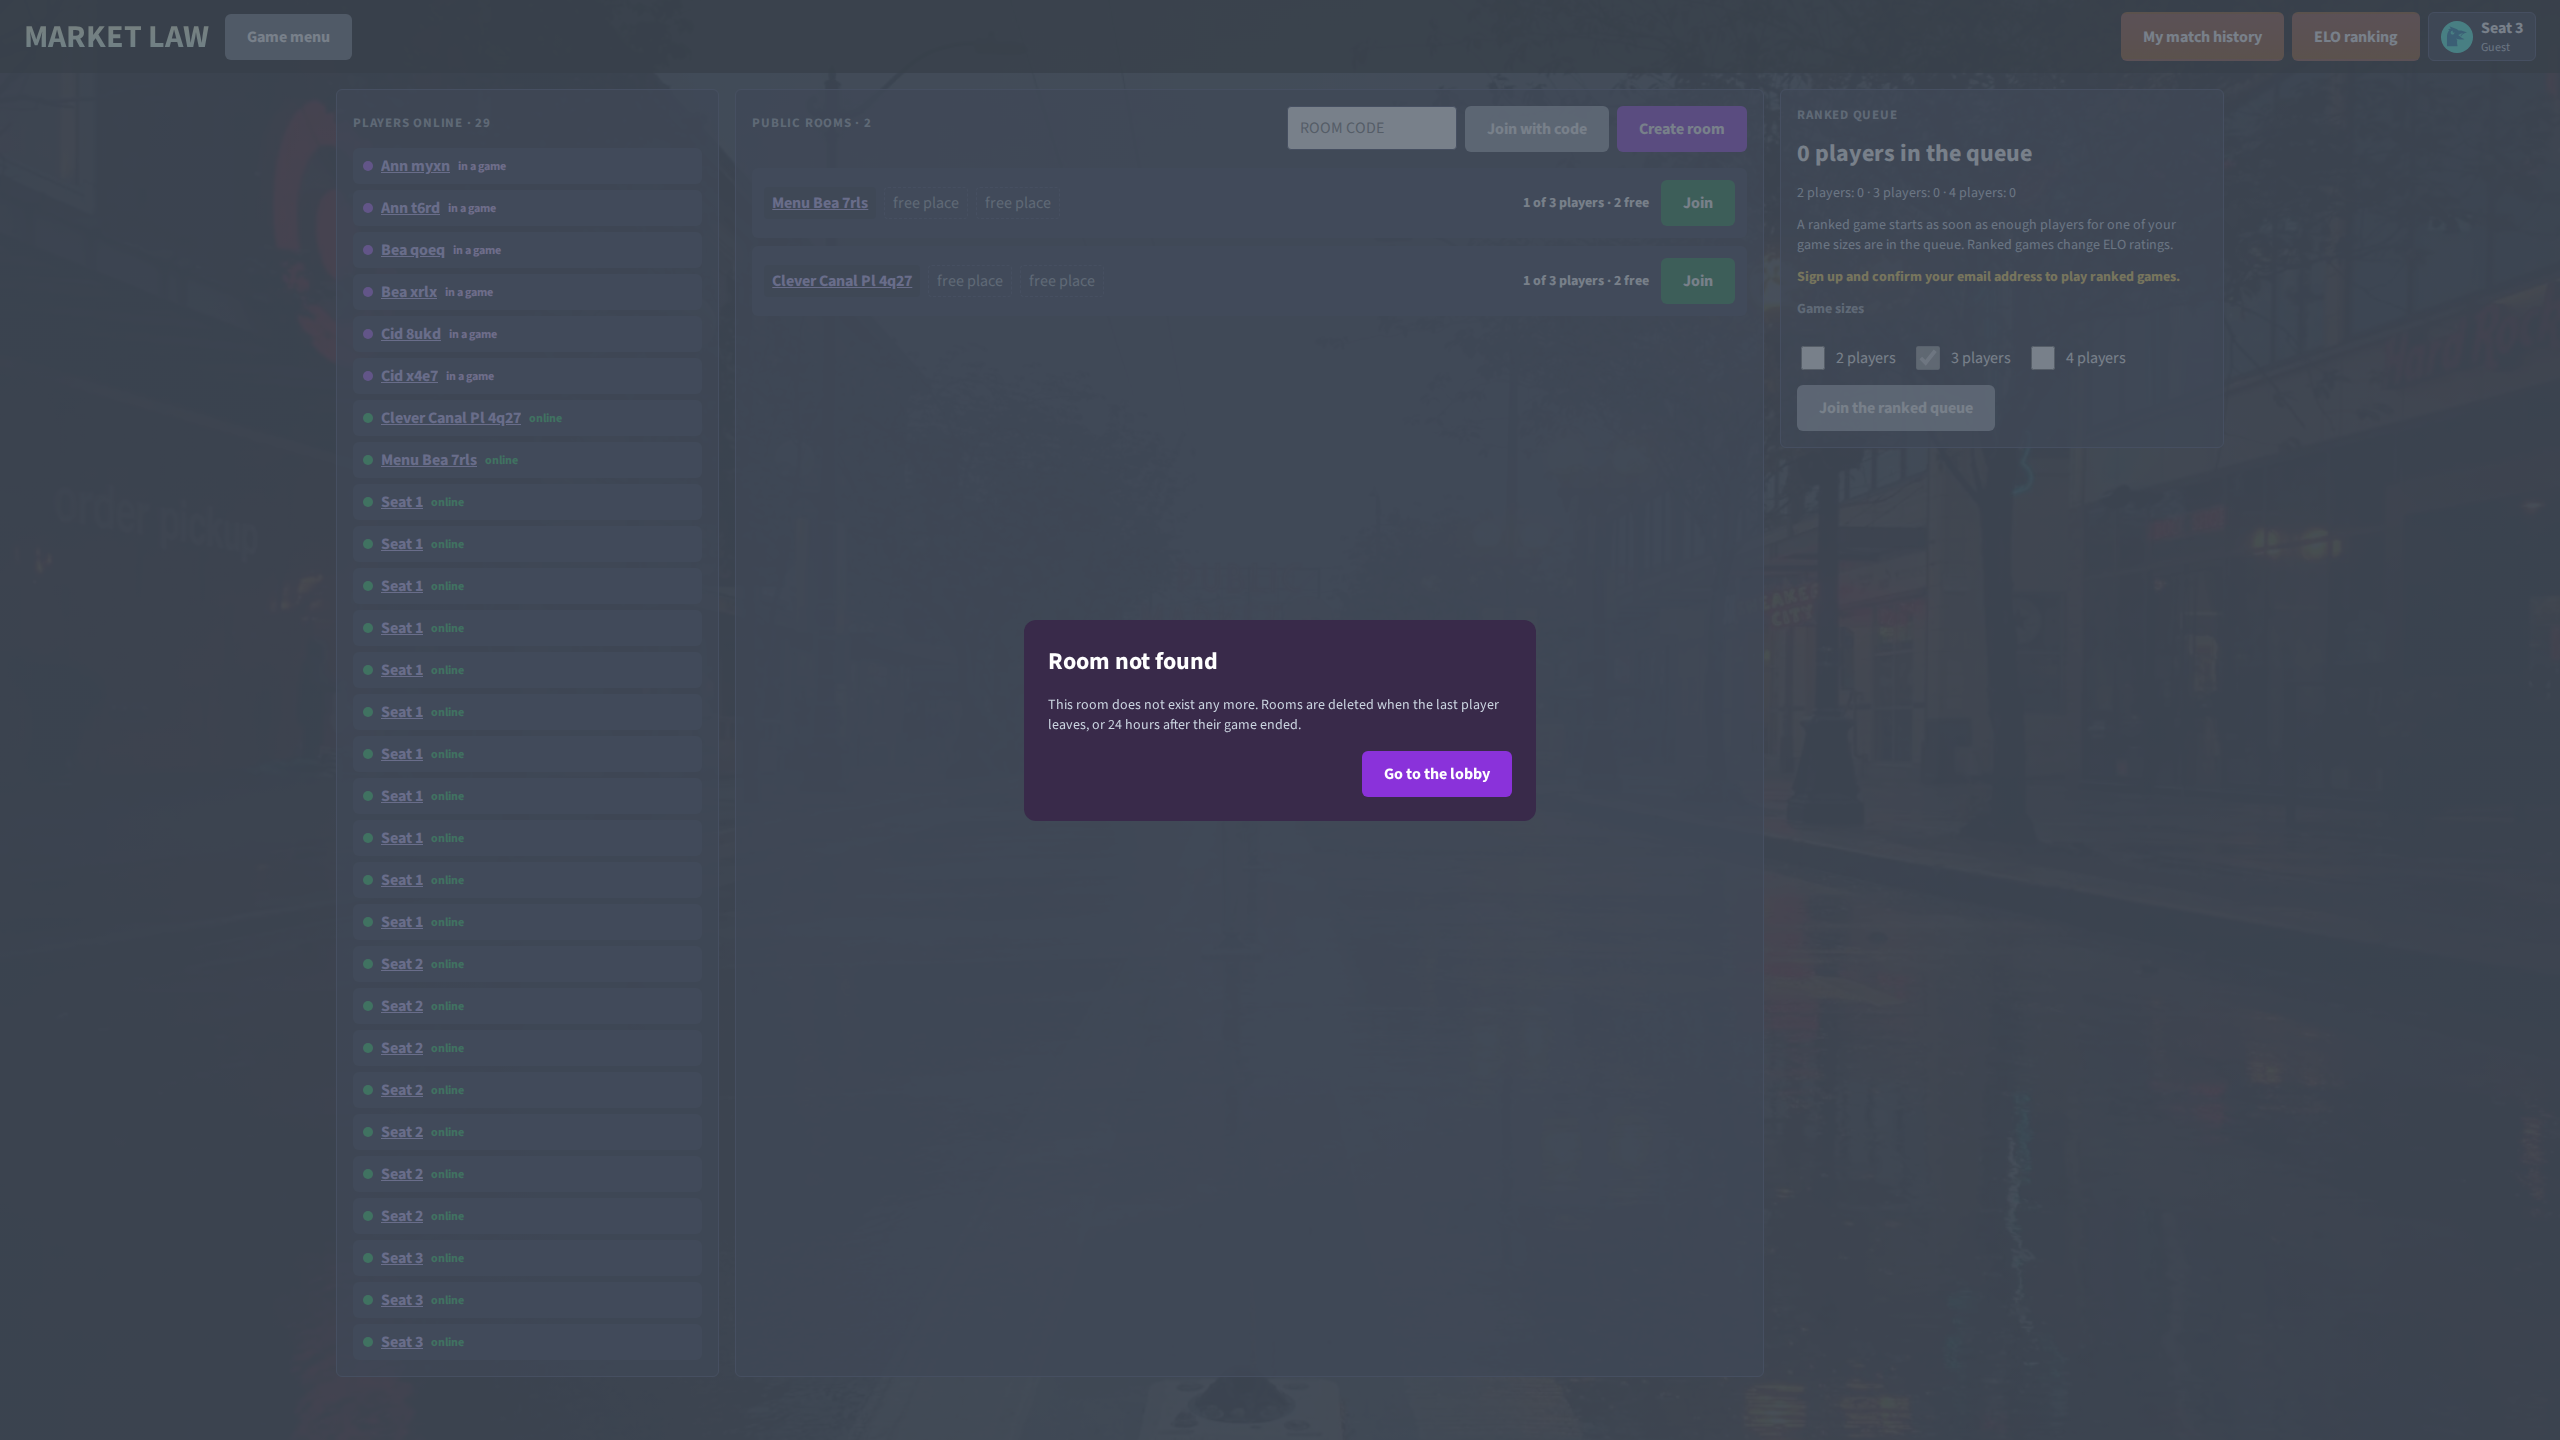 MARKET LAW
Game menu
My match history
ELO ranking
Seat 3
Guest
PLAYERS ONLINE · 29
Ann myxn in a game
Ann t6rd in a game
Bea qoeq in a game
Bea xrlx in a game
Cid 8ukd in a game
Cid x4e7 in a game
Clever Canal Pl 4q27 online
Menu Bea 7rls online
Seat 1 online
Seat 1 online
Seat 1 online
Seat 1 online
Seat 1 online
Seat 1 online
Seat 1 online
Seat 1 online
Seat 1 online
Seat 1 online
Seat 1 online
Seat 2 online
Seat 2 online
Seat 2 online
Seat 2 online
Seat 2 online
Seat 2 online
Seat 2 online
Seat 3 online
Seat 3 online
Seat 3 online
PUBLIC ROOMS · 2
ROOM CODE
Join with code
Create room
Menu Bea 7rls free place free place 1 of 3 players · 2 free Join
Clever Canal Pl 4q27 free place free place 1 of 3 players · 2 free Join
RANKED QUEUE
0 players in the queue
2 players: 0 · 3 players: 0 · 4 players: 0
A ranked game starts as soon as enough players for one of your
game sizes are in the queue. Ranked games change ELO ratings.
Sign up and confirm your email address to play ranked games.
Game sizes
2 players 3 players 4 players
Join the ranked queue
Room not found
This room does not exist any more. Rooms are deleted when the last player
leaves, or 24 hours after their game ended.
Go to the lobby
order pickup